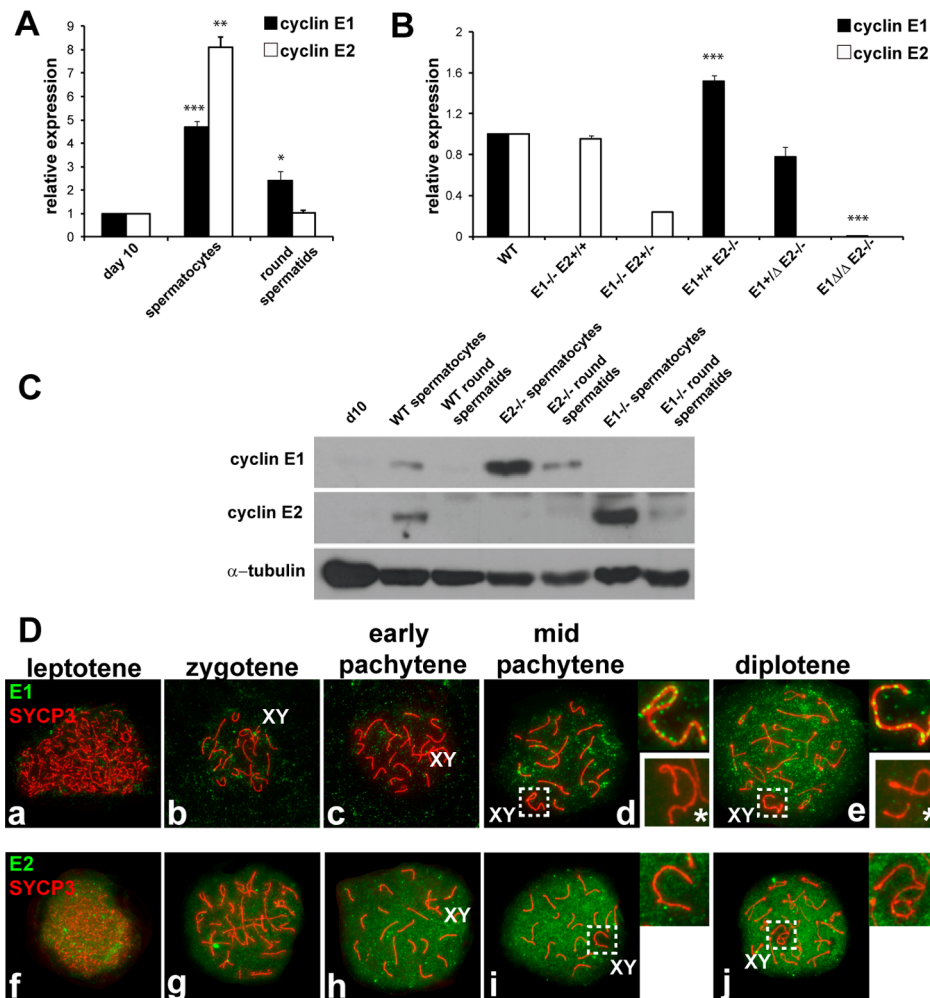 A
cyclin E1
cyclin E2
relative expression
9
8
7
6
5
4
3
2
1
0
***
**
*
day 10
spermatocytes
round
spermatids
B
cyclin E1
cyclin E2
relative expression
2
1.6
1.2
0.8
0.4
0
***
***
WT
E1-/- E2+/+
E1-/- E2+/-
E1+/+ E2-/-
E1+/Δ E2-/-
E1Δ/Δ E2-/-
C
d10
WT spermatocytes
WT round
spermatids
E2-/- spermatocytes
E2-/- round
spermatids
E1-/- spermatocytes
E1-/- round
spermatids
cyclin E1
cyclin E2
α-tubulin
D
leptotene
zygotene
early
pachytene
mid
pachytene
diplotene
E1
SYCP3
a
XY
b
XY
c
XY
d
*
XY
e
*
E2
SYCP3
f
g
XY
h
XY
i
XY
j